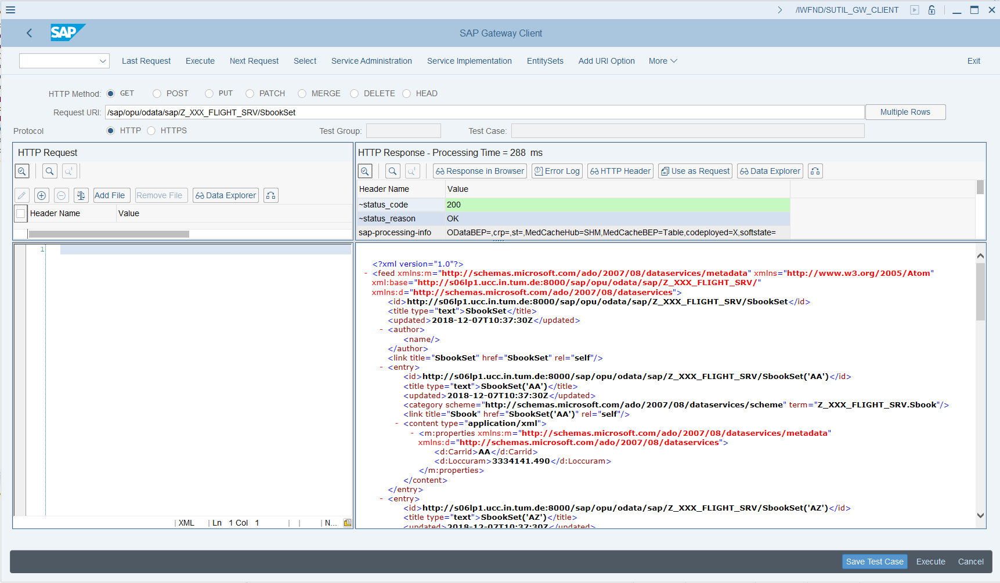 /IWFND/SUTIL_GW_CLIENT
SAP
SAP Gateway Client
Last Request Execute Next Request Select Service Administration Service Implementation EntitySets Add URI Option More Exit
HTTP Method: GET POST PUT PATCH MERGE DELETE HEAD
Request URI: /sap/opu/odata/sap/Z_XXX_FLIGHT_SRV/SbookSet Multiple Rows
Protocol HTTP HTTPS Test Group: Test Case:
HTTP Request
Add File Remove File Data Explorer
Header Name Value
1
XML Ln 1 Col 1 N...
HTTP Response - Processing Time = 288 ms
Response in Browser Error Log HTTP Header Use as Request Data Explorer
Header Name Value
~status_code 200
~status_reason OK
sap-processing-info ODataBEP=,crp=,st=,MedCacheHub=SHM,MedCacheBEP=Table,codeployed=X,softstate=
<?xml version="1.0"?>
- <feed xmlns:m="http://schemas.microsoft.com/ado/2007/08/dataservices/metadata" xmlns="http://www.w3.org/2005/Atom"
xml:base="http://s06lp1.ucc.in.tum.de:8000/sap/opu/odata/sap/Z_XXX_FLIGHT_SRV/"
xmlns:d="http://schemas.microsoft.com/ado/2007/08/dataservices">
<id>http://s06lp1.ucc.in.tum.de:8000/sap/opu/odata/sap/Z_XXX_FLIGHT_SRV/SbookSet</id>
<title type="text">SbookSet</title>
<updated>2018-12-07T10:37:30Z</updated>
- <author>
<name/>
</author>
<link title="SbookSet" href="SbookSet" rel="self"/>
- <entry>
<id>http://s06lp1.ucc.in.tum.de:8000/sap/opu/odata/sap/Z_XXX_FLIGHT_SRV/SbookSet('AA')</id>
<title type="text">SbookSet('AA')</title>
<updated>2018-12-07T10:37:30Z</updated>
<category scheme="http://schemas.microsoft.com/ado/2007/08/dataservices/scheme" term="Z_XXX_FLIGHT_SRV.Sbook"/>
<link title="Sbook" href="SbookSet('AA')" rel="self"/>
- <content type="application/xml">
- <m:properties xmlns:m="http://schemas.microsoft.com/ado/2007/08/dataservices/metadata"
xmlns:d="http://schemas.microsoft.com/ado/2007/08/dataservices">
<d:Carrid>AA</d:Carrid>
<d:Loccuram>3334141.490</d:Loccuram>
</m:properties>
</content>
</entry>
- <entry>
<id>http://s06lp1.ucc.in.tum.de:8000/sap/opu/odata/sap/Z_XXX_FLIGHT_SRV/SbookSet('AZ')</id>
<title type="text">SbookSet('AZ')</title>
<updated>2018-12-07T10:37:30Z</updated>
Save Test Case Execute Cancel